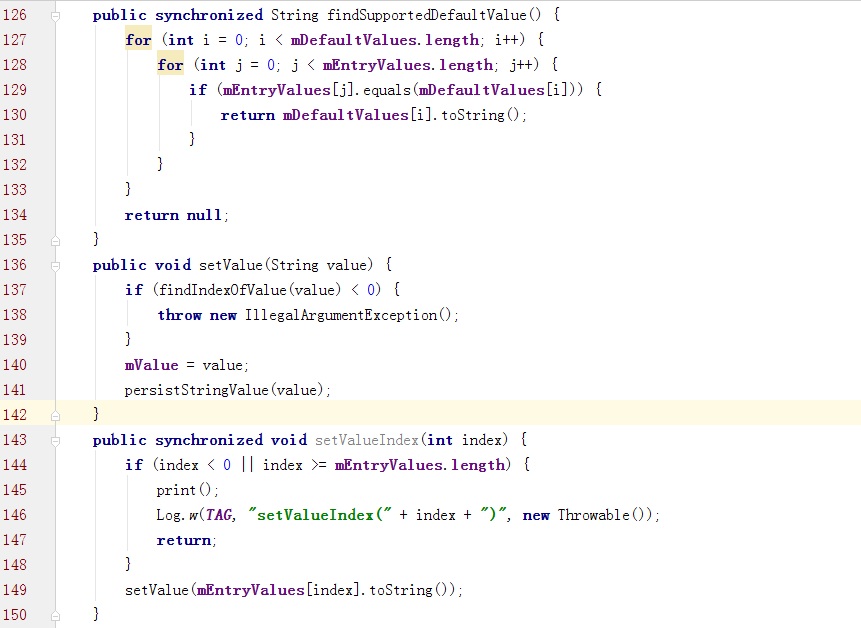 126 public synchronized String findSupportedDefaultValue() {
127 for (int i = 0; i < mDefaultValues.length; i++) {
128 for (int j = 0; j < mEntryValues.length; j++) {
129 if (mEntryValues[j].equals(mDefaultValues[i])) {
130 return mDefaultValues[i].toString();
131 }
132 }
133 }
134 return null;
135 }
136 public void setValue(String value) {
137 if (findIndexOfValue(value) < 0) {
138 throw new IllegalArgumentException();
139 }
140 mValue = value;
141 persistStringValue(value);
142 }
143 public synchronized void setValueIndex(int index) {
144 if (index < 0 || index >= mEntryValues.length) {
145 print();
146 Log.w(TAG, "setValueIndex(" + index + ")", new Throwable());
147 return;
148 }
149 setValue(mEntryValues[index].toString());
150 }